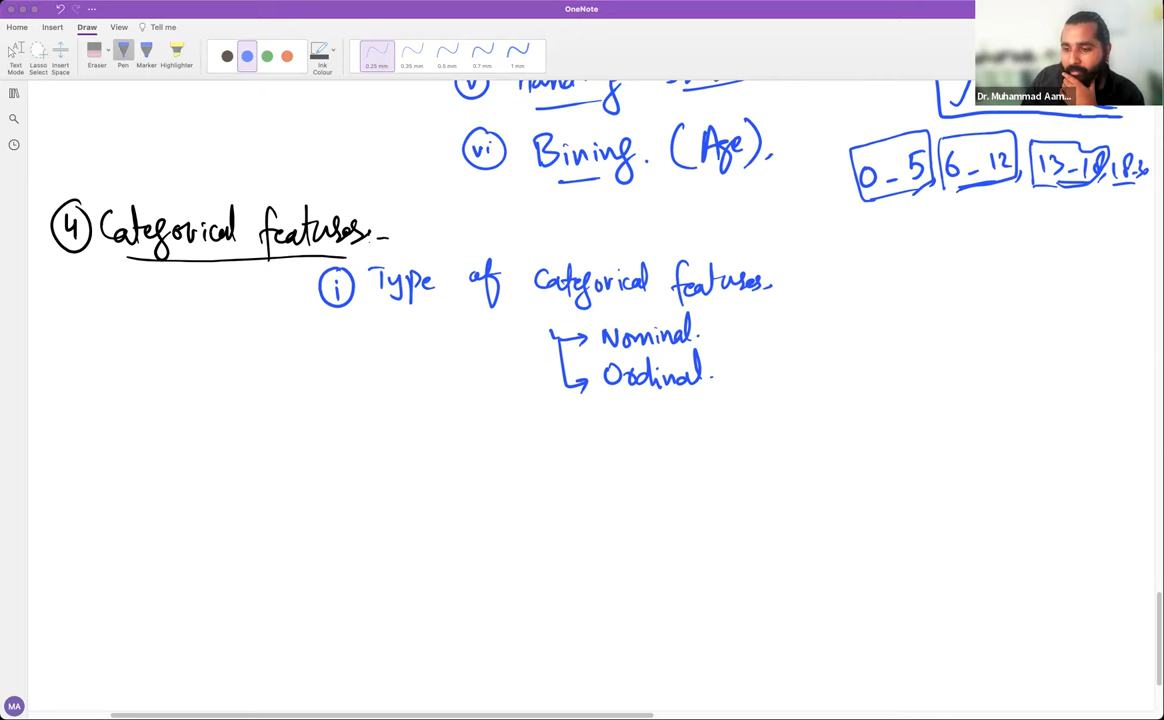 OneNote
Home Insert Draw View Tell me
Text Mode Lasso Select Insert Space Eraser Pen Marker Highlighter Ink Colour 0.25 mm 0.35 mm 0.5 mm 0.7 mm 1 mm
Dr. Muhammad Aam...
v
vi Bining. (Age), 0 - 5, 6 - 12, 13 - 18, 18-30
4 Categorical features.-
i Type of Categorical features.
→ Nominal.
→ Ordinal.
MA